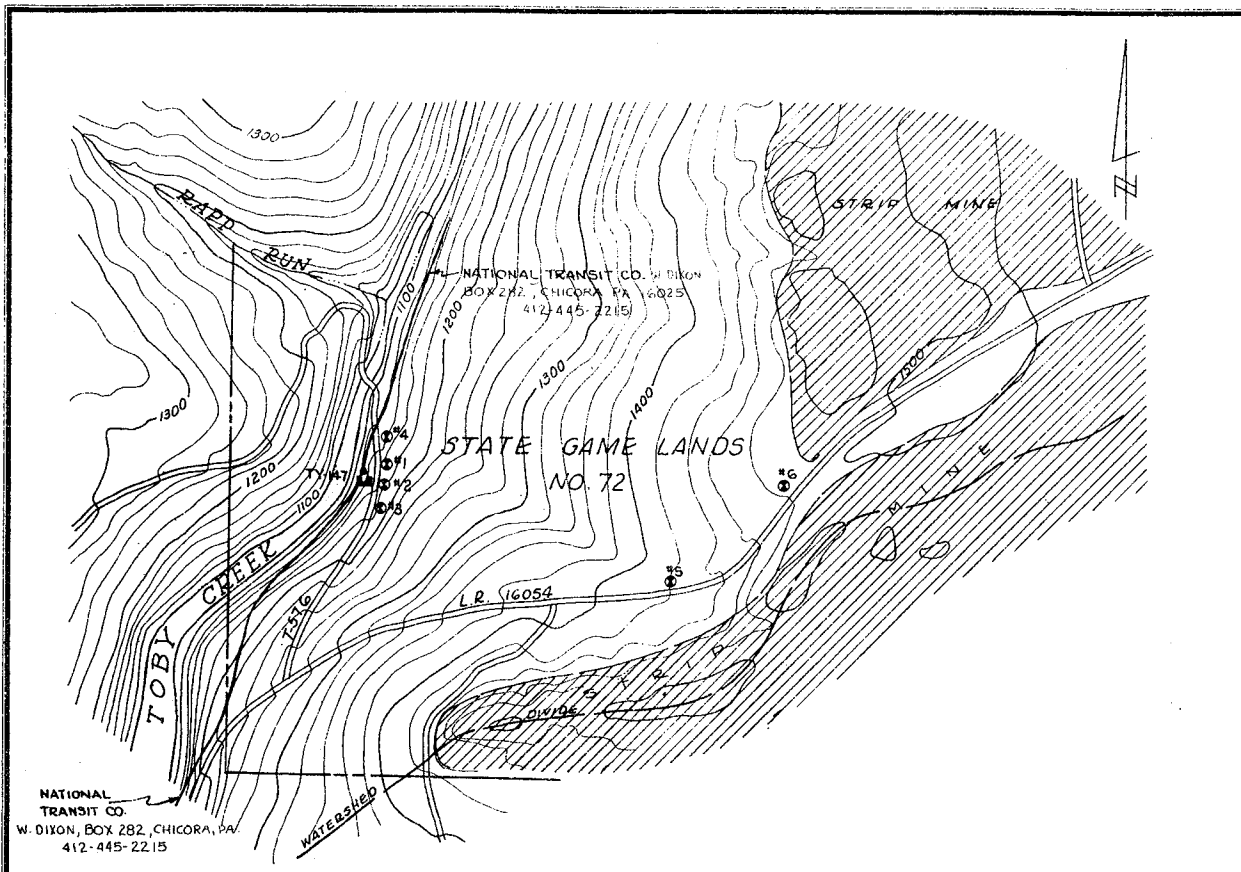 1300
RAPP RUN
STRIP MINE
NATIONAL TRANSIT CO. W. DIXON
BOX 282, CHICORA PA 16025
412-445-2215
1100
1200
1300
1400
1500
1300
1200
1100
#4
#1
#2
#3
TY-147
STATE GAME LANDS
NO. 72
#6
#5
STRIP MINE
TOBY CREEK
T-576
L.R. 16054
DIVIDE
WATERSHED
NATIONAL
TRANSIT CO.
W. DIXON, BOX 282, CHICORA, PA.
412-445-2215
N